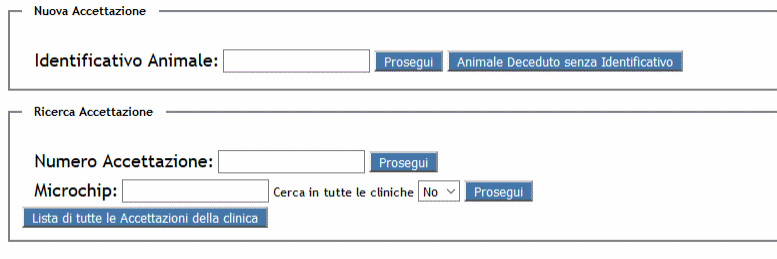 Nuova Accettazione
Identificativo Animale: Prosegui Animale Deceduto senza Identificativo
Ricerca Accettazione
Numero Accettazione: Prosegui
Microchip: Cerca in tutte le cliniche No Prosegui
Lista di tutte le Accettazioni della clinica